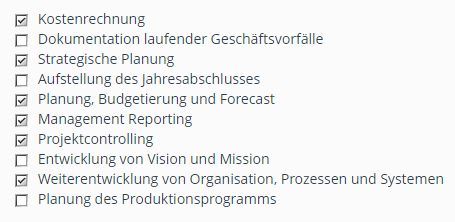 Kostenrechnung
Dokumentation laufender Geschäftsvorfälle
Strategische Planung
Aufstellung des Jahresabschlusses
Planung, Budgetierung und Forecast
Management Reporting
Projektcontrolling
Entwicklung von Vision und Mission
Weiterentwicklung von Organisation, Prozessen und Systemen
Planung des Produktionsprogramms